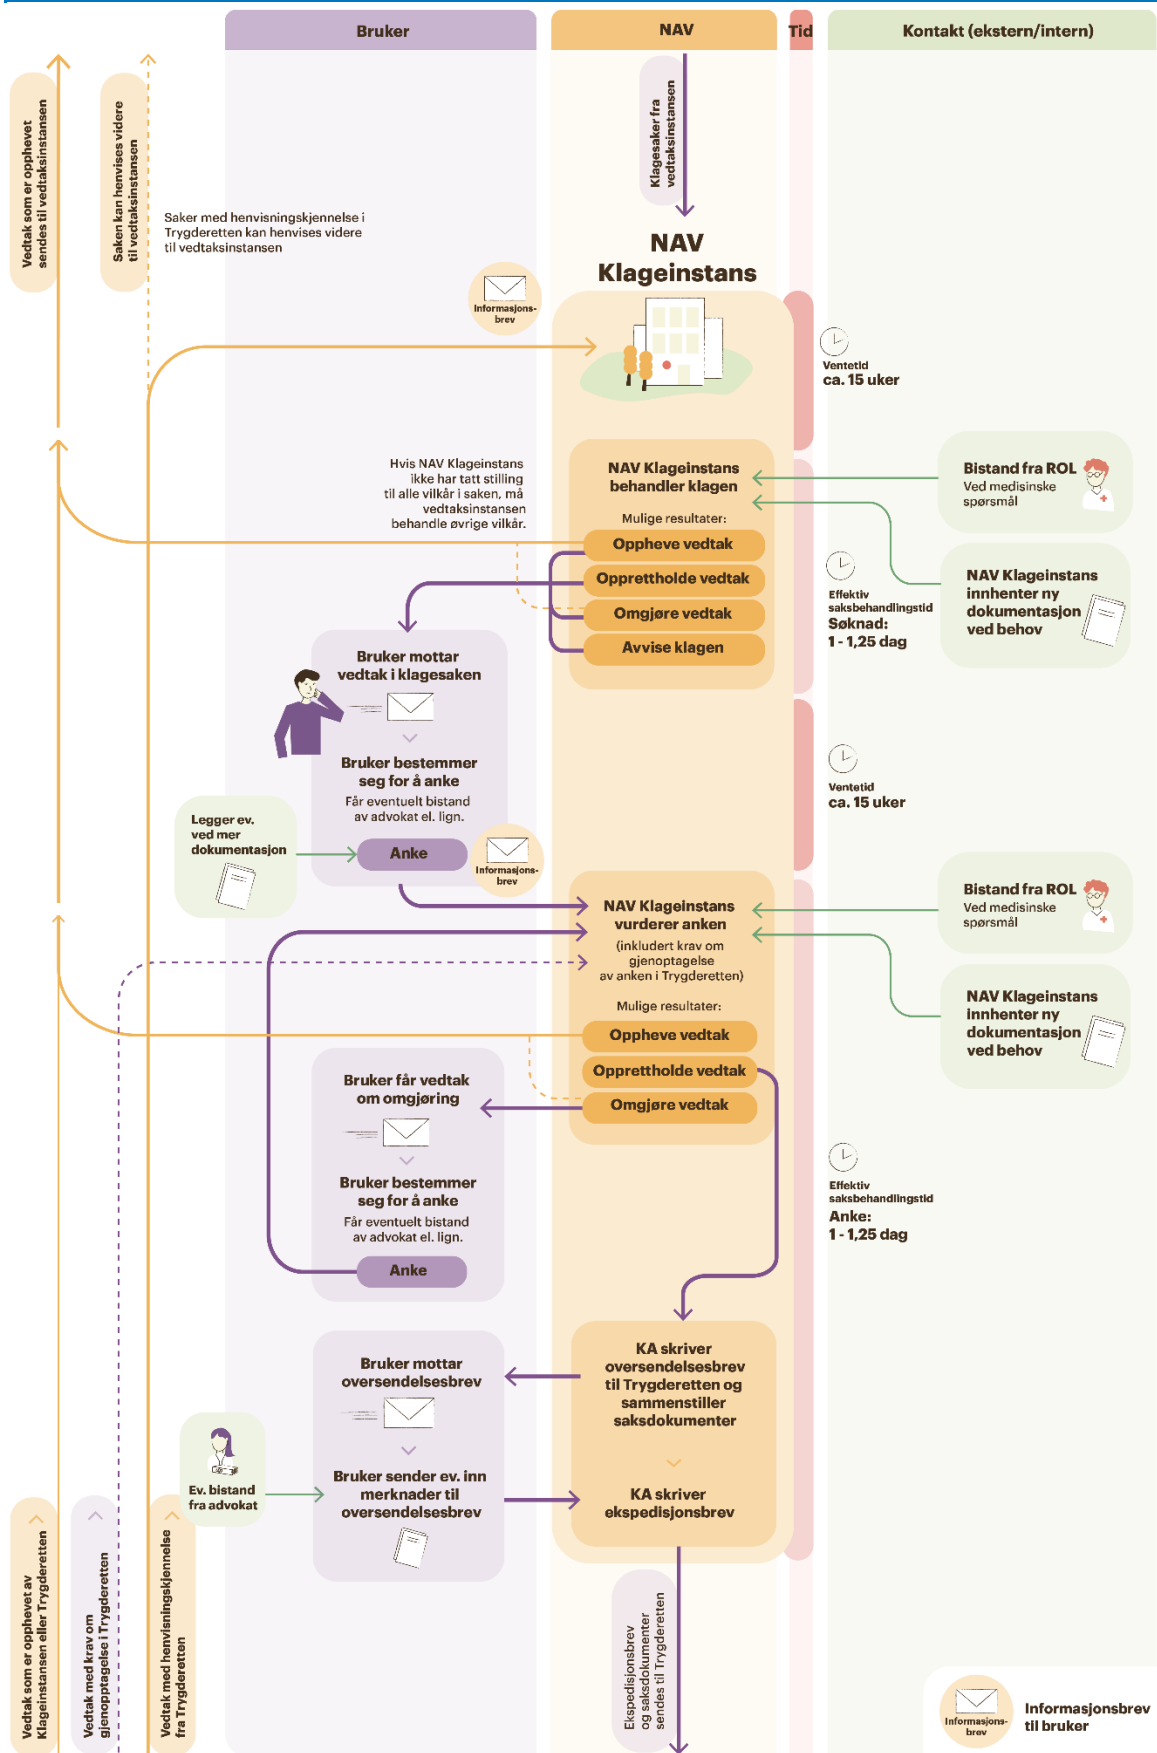 Bruker
NAV
Tid
Kontakt (ekstern/intern)
Vedtak som er opphevet
sendes til vedtaksinstansen
Saken kan henvises videre
til vedtaksinstansen
Klagesaker fra
vedtaksinstansen
Saker med henvisningskjennelse i
Trygderetten kan henvises videre
til vedtaksinstansen
NAV
Klageinstans
Informasjons-
brev
Ventetid
ca. 15 uker
Hvis NAV Klageinstans
ikke har tatt stilling
til alle vilkår i saken, må
vedtaksinstansen
behandle øvrige vilkår.
NAV Klageinstans
behandler klagen
Mulige resultater:
Oppheve vedtak
Opprettholde vedtak
Omgjøre vedtak
Avvise klagen
Bistand fra ROL
Ved medisinske
spørsmål
Effektiv
saksbehandlingstid
Søknad:
1 - 1,25 dag
NAV Klageinstans
innhenter ny
dokumentasjon
ved behov
Bruker mottar
vedtak i klagesaken
Bruker bestemmer
seg for å anke
Får eventuelt bistand
av advokat el. lign.
Anke
Legger ev.
ved mer
dokumentasjon
Informasjons-
brev
Ventetid
ca. 15 uker
NAV Klageinstans
vurderer anken
(inkludert krav om
gjenoptagelse
av anken i Trygderetten)
Mulige resultater:
Oppheve vedtak
Opprettholde vedtak
Omgjøre vedtak
Bistand fra ROL
Ved medisinske
spørsmål
NAV Klageinstans
innhenter ny
dokumentasjon
ved behov
Bruker får vedtak
om omgjøring
Bruker bestemmer
seg for å anke
Får eventuelt bistand
av advokat el. lign.
Anke
Effektiv
saksbehandlingstid
Anke:
1 - 1,25 dag
KA skriver
oversendelsesbrev
til Trygderetten og
sammenstiller
saksdokumenter
KA skriver
ekspedisjonsbrev
Bruker mottar
oversendelsesbrev
Bruker sender ev. inn
merknader til
oversendelsesbrev
Ev. bistand
fra advokat
Vedtak som er opphevet av
Klageinstansen eller Trygderetten
Vedtak med krav om
gjenopptagelse i Trygderetten
Vedtak med henvisningskjennelse
fra Trygderetten
Ekspedisjonsbrev
og saksdokumenter
sendes til Trygderetten
Informasjons-
brev
Informasjonsbrev
til bruker